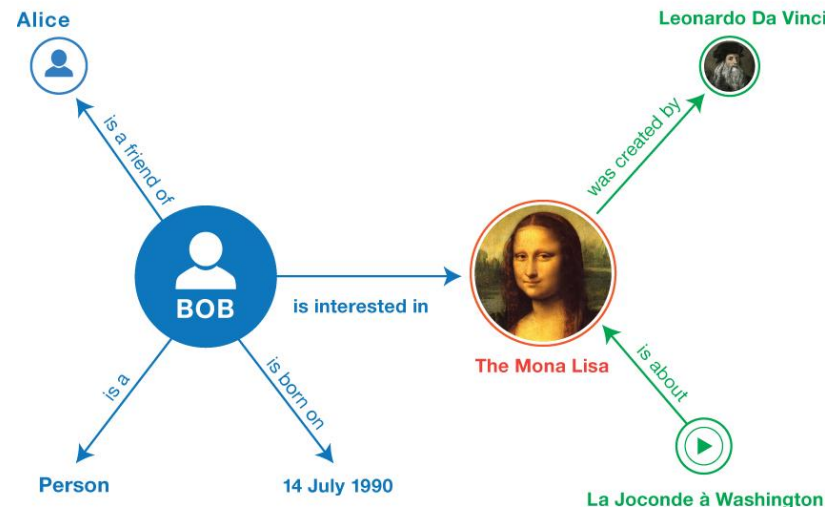 Alice
Leonardo Da Vinci
is a friend of
was created by
BOB
is interested in
The Mona Lisa
is a
is born on
is about
Person
14 July 1990
La Joconde à Washington